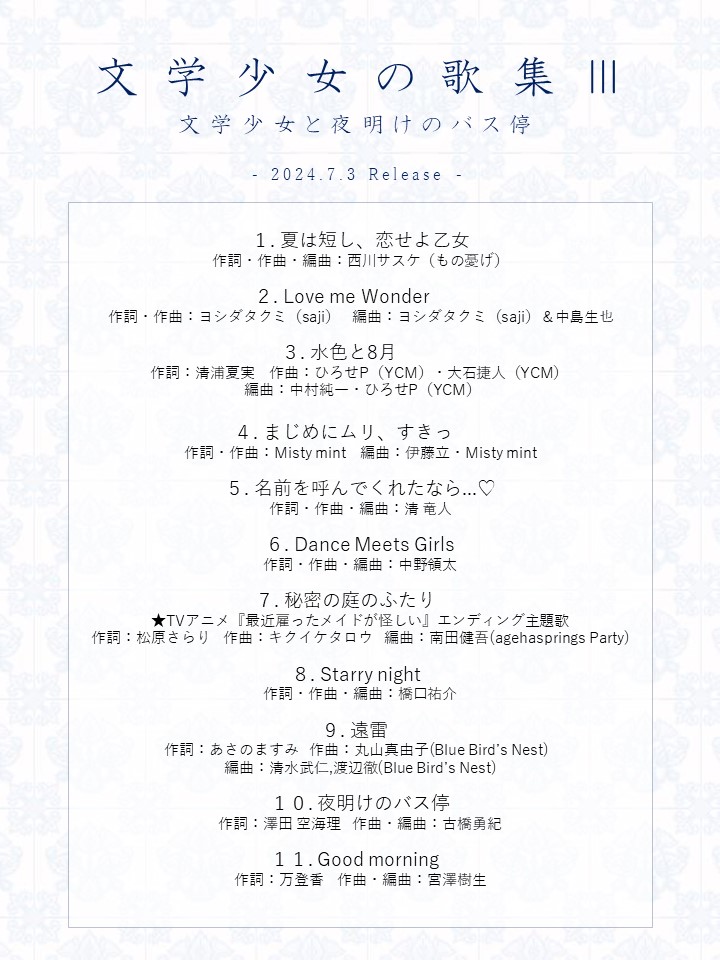 文学少女の歌集Ⅲ
文学少女と夜明けのバス停
- 2024.7.3 Release -
１. 夏は短し、恋せよ乙女
作詞・作曲・編曲：西川サスケ（もの憂げ）
２. Love me Wonder
作詞・作曲：ヨシダタクミ（saji）　編曲：ヨシダタクミ（saji）＆中島生也
３. 水色と8月
作詞：清浦夏実　作曲：ひろせP（YCM）・大石捷人（YCM）
編曲：中村純一・ひろせP（YCM）
４. まじめにムリ、すきっ
作詞・作曲：Misty mint　編曲：伊藤立・Misty mint
５. 名前を呼んでくれたなら...♡
作詞・作曲・編曲：清 竜人
６. Dance Meets Girls
作詞・作曲・編曲：中野領太
７. 秘密の庭のふたり
★TVアニメ『最近雇ったメイドが怪しい』エンディング主題歌
作詞：松原さらり　作曲：キクイケタロウ　編曲：南田健吾(agehasprings Party)
８. Starry night
作詞・作曲・編曲：橋口祐介
９. 遠雷
作詞：あさのますみ　作曲：丸山真由子(Blue Bird’s Nest)
編曲：清水武仁,渡辺徹(Blue Bird’s Nest)
１０. 夜明けのバス停
作詞：澤田 空海理　作曲・編曲：古橋勇紀
１１. Good morning
作詞：万登香　作曲・編曲：宮澤樹生